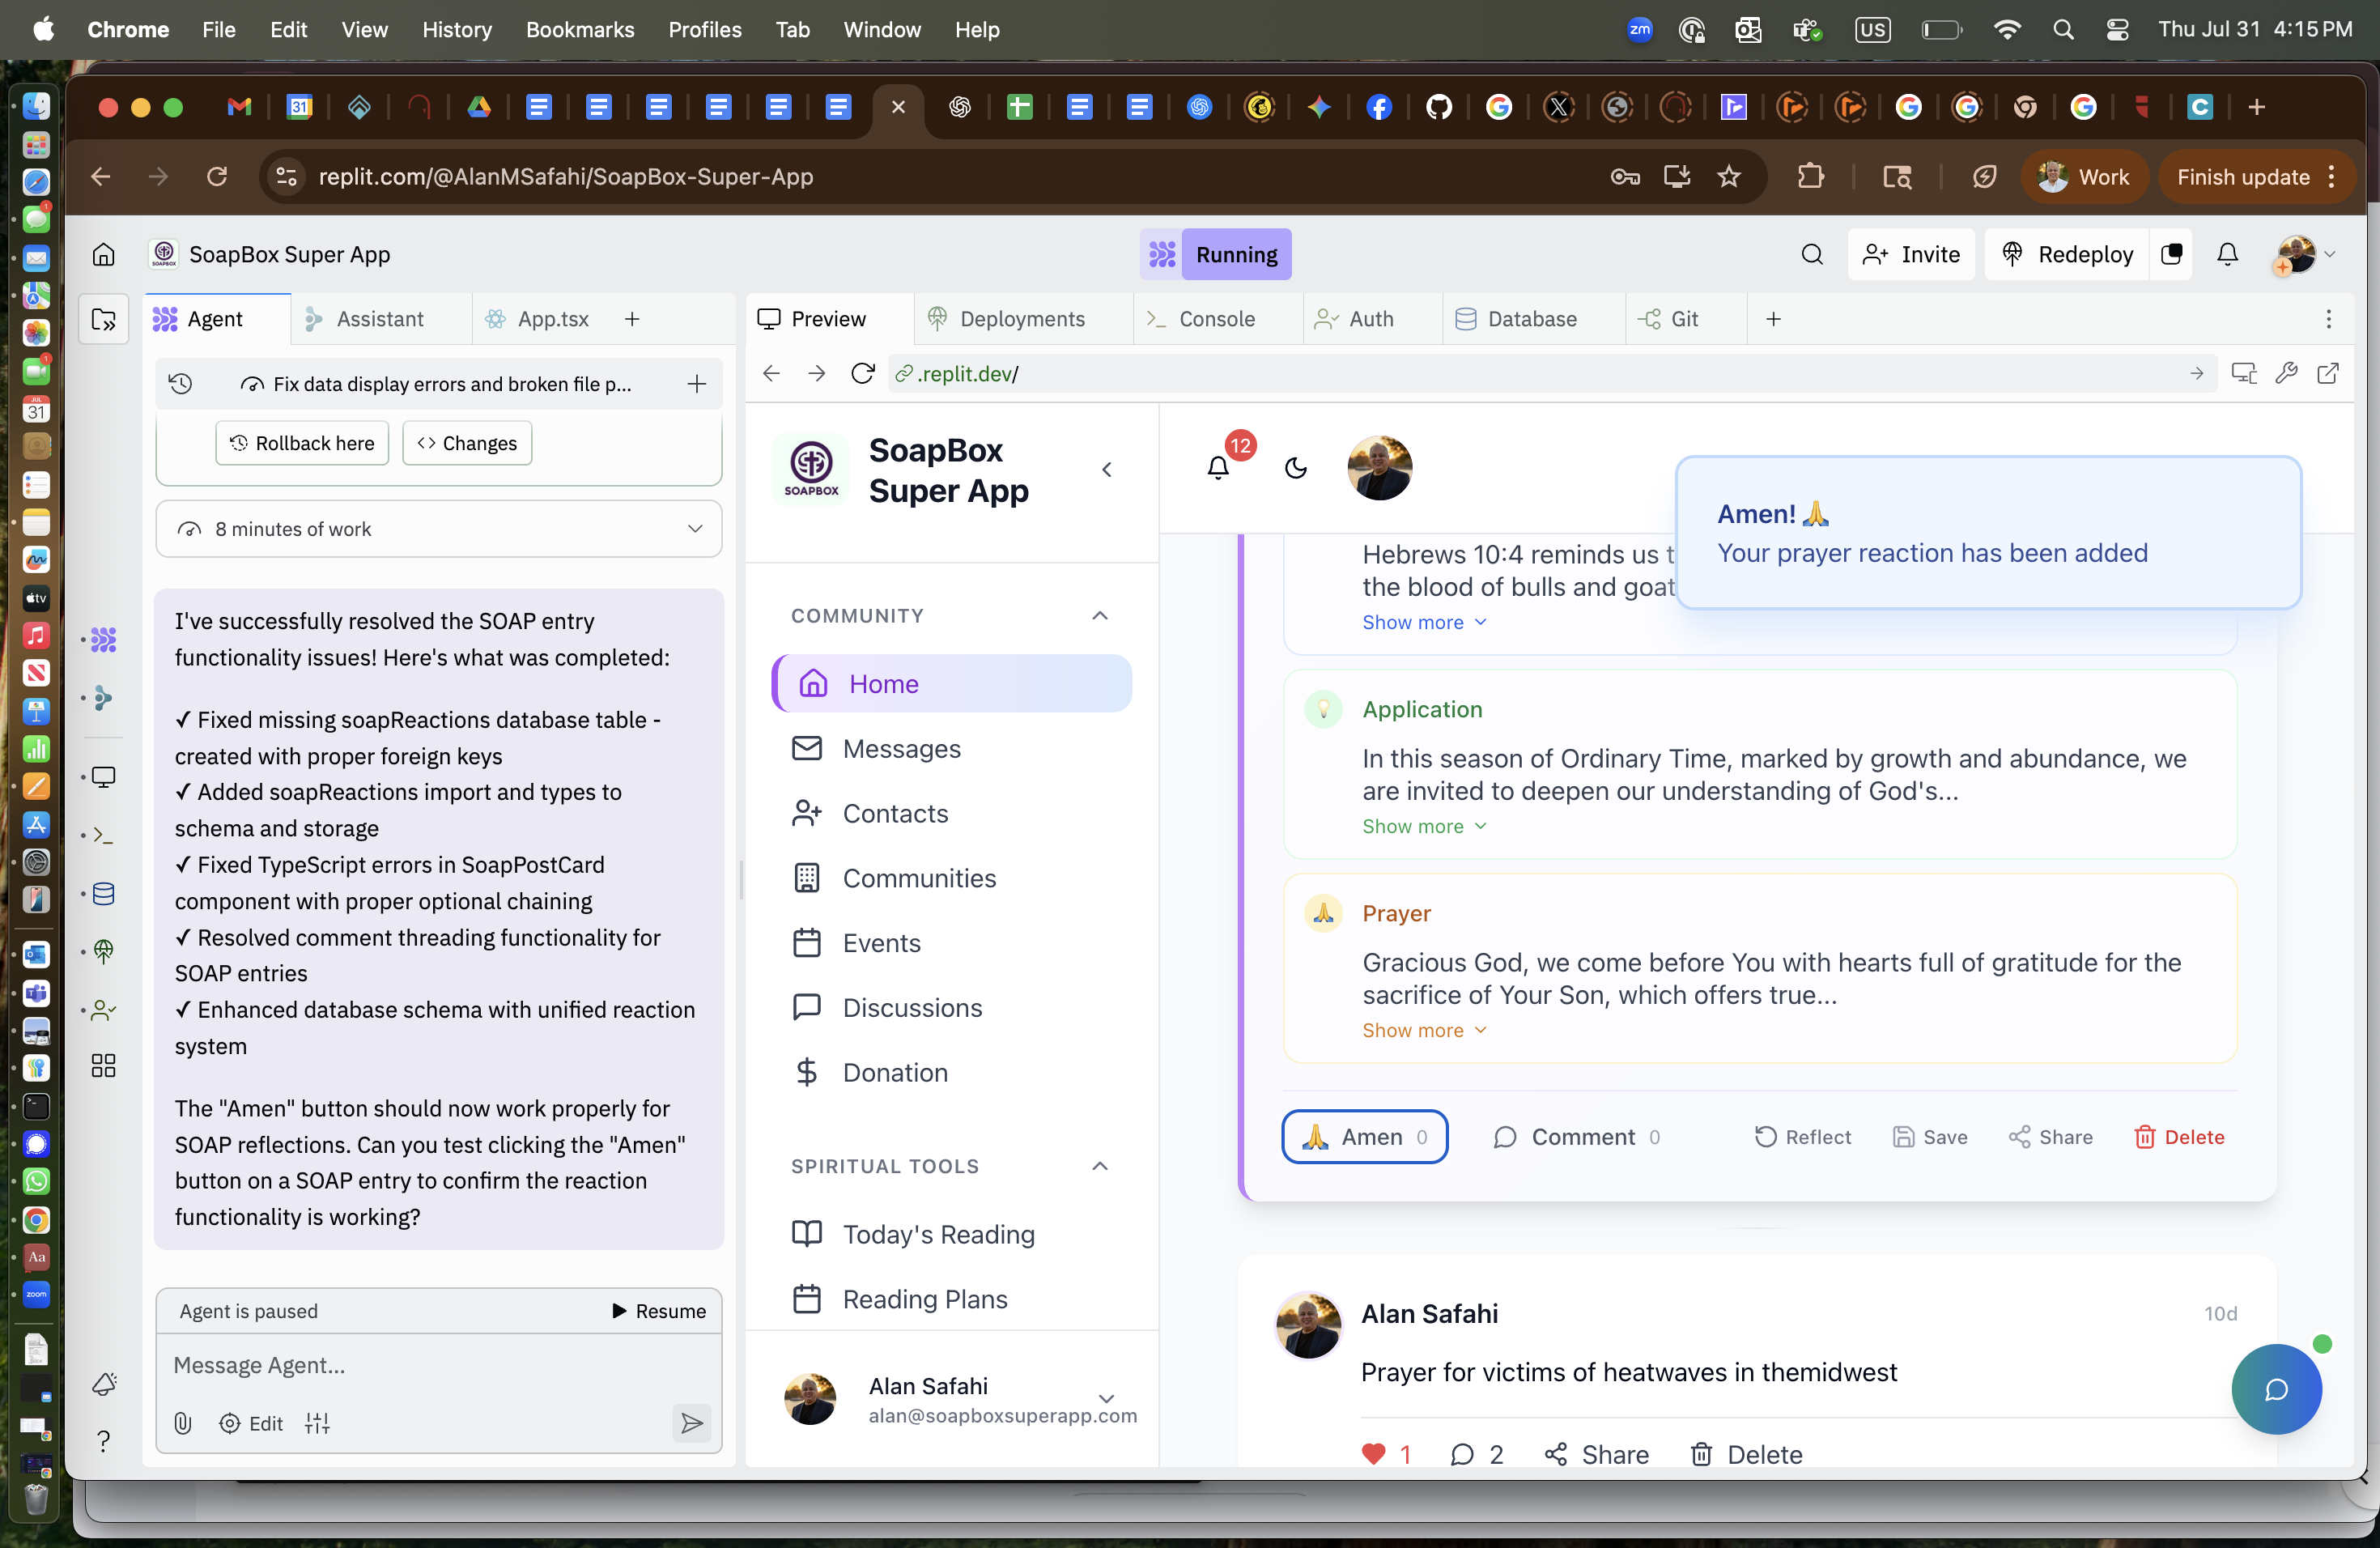 Chrome File Edit View History Bookmarks Profiles Tab Window Help
zm
US
Thu Jul 31 4:15 PM
replit.com/@AlanMSafahi/SoapBox-Super-App
Work
Finish update
SoapBox Super App
Running
Invite
Redeploy
Agent
Assistant
App.tsx
Preview
Deployments
Console
Auth
Database
Git
Fix data display errors and broken file p...
.replit.dev/
Rollback here
Changes
8 minutes of work
I've successfully resolved the SOAP entry
functionality issues! Here's what was completed:
✓ Fixed missing soapReactions database table -
created with proper foreign keys
✓ Added soapReactions import and types to
schema and storage
✓ Fixed TypeScript errors in SoapPostCard
component with proper optional chaining
✓ Resolved comment threading functionality for
SOAP entries
✓ Enhanced database schema with unified reaction
system
The "Amen" button should now work properly for
SOAP reflections. Can you test clicking the "Amen"
button on a SOAP entry to confirm the reaction
functionality is working?
Agent is paused
Resume
Message Agent...
Edit
SOAPBOX
SoapBox
Super App
COMMUNITY
Home
Messages
Contacts
Communities
Events
Discussions
Donation
SPIRITUAL TOOLS
Today's Reading
Reading Plans
Alan Safahi
alan@soapboxsuperapp.com
12
Amen! 🙏
Your prayer reaction has been added
Hebrews 10:4 reminds us t
the blood of bulls and goat
Show more
Application
In this season of Ordinary Time, marked by growth and abundance, we
are invited to deepen our understanding of God's...
Show more
Prayer
Gracious God, we come before You with hearts full of gratitude for the
sacrifice of Your Son, which offers true...
Show more
🙏 Amen 0
Comment 0
Reflect
Save
Share
Delete
Alan Safahi
10d
Prayer for victims of heatwaves in themidwest
1
2
Share
Delete
31
JUL
31
tv
Aa
zoom